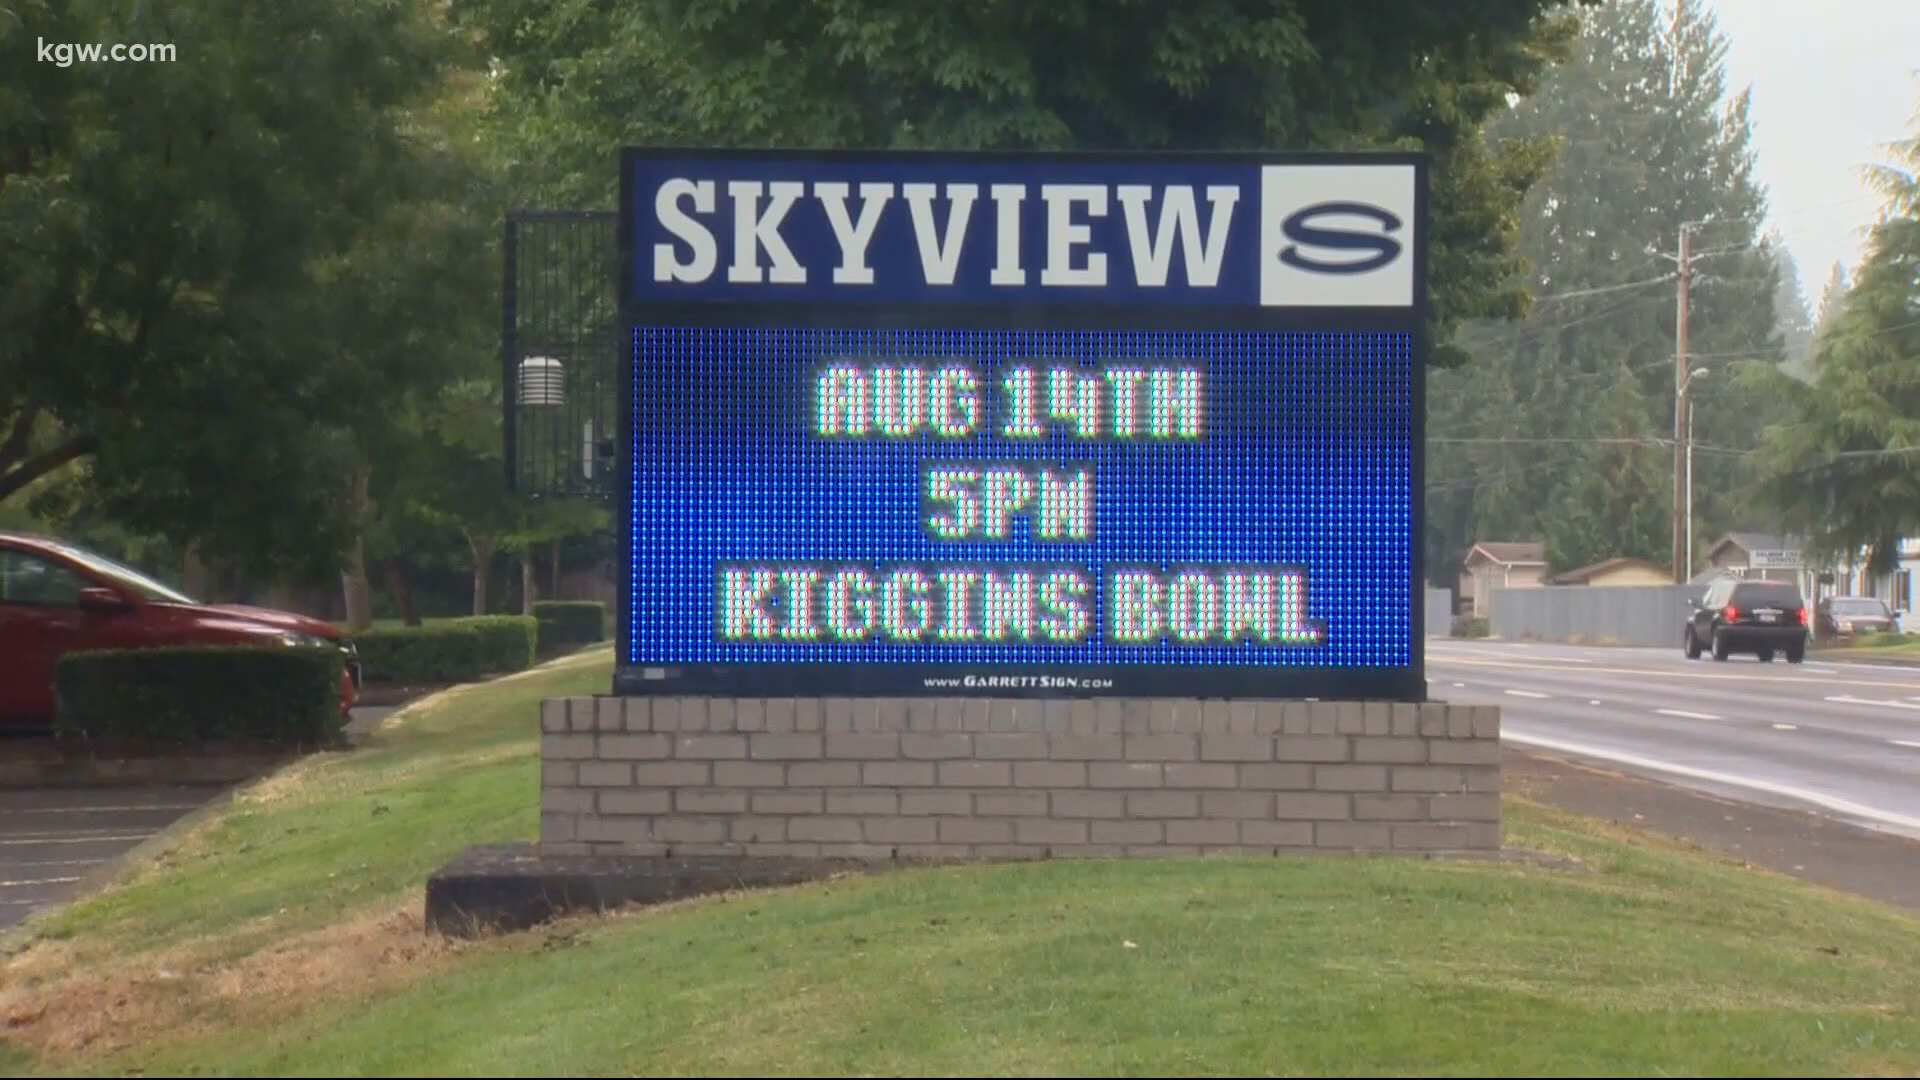 kgw.com
SKYVIEW S
AUG 14TH
5PM
KIGGINS BOWL
www.GARRETTSIGN.COM